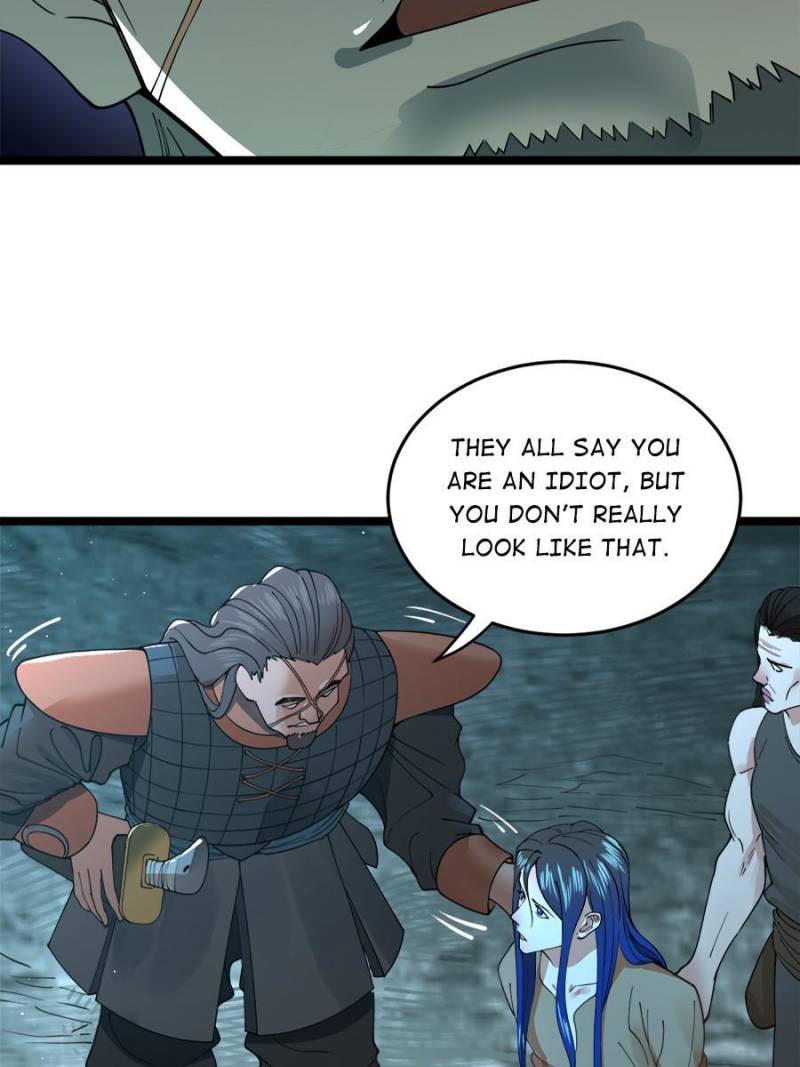 THEY ALL SAY YOU
ARE AN IDIOT, BUT
YOU DON'T REALLY
LOOK LIKE THAT.